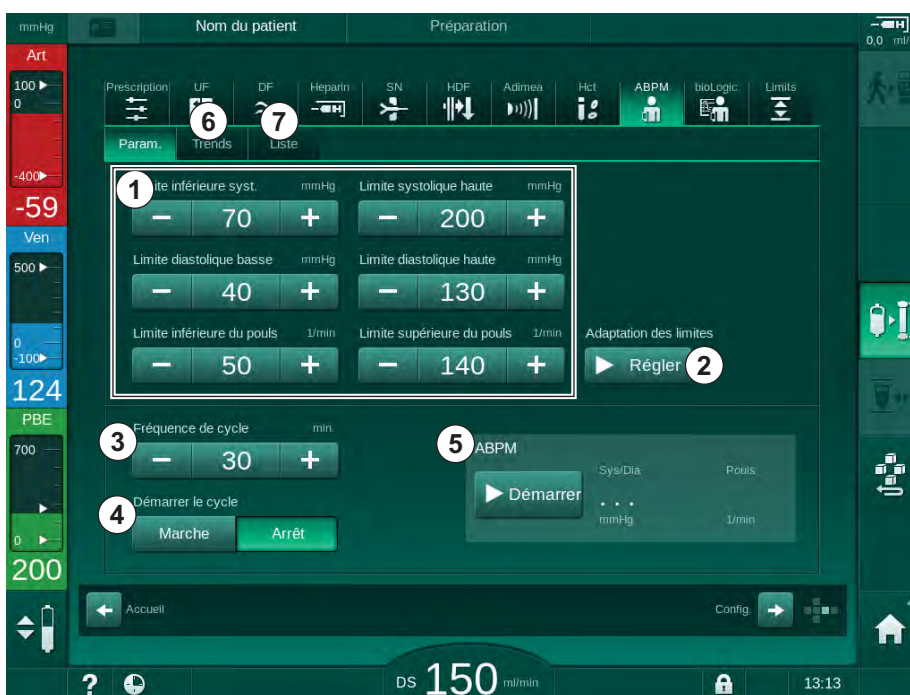 mmHg
Nom du patient
Préparation
0,0 ml/
Art
100
0
-400
-59
Ven
500
0
-100
124
PBE
700
0
200
Prescription
UF
DF
Heparin
SN
HDF
Adimea
Hct
ABPM
bioLogic
Limits
6
7
Param.
Trends
Liste
1
ite inférieure syst.
mmHg
Limite systolique haute
mmHg
− 70 +
− 200 +
Limite diastolique basse
mmHg
Limite diastolique haute
mmHg
− 40 +
− 130 +
Limite inférieure du pouls
1/min
Limite supérieure du pouls
1/min
Adaptation des limites
− 50 +
− 140 +
Régler
2
3
Fréquence de cycle
min
− 30 +
4
Démarrer le cycle
Marche
Arrêt
5
ABPM
Démarrer
Sys/Dia
Pouls
. . .
mmHg
1/min
Accueil
Config.
?
DS 150 ml/min
13:13